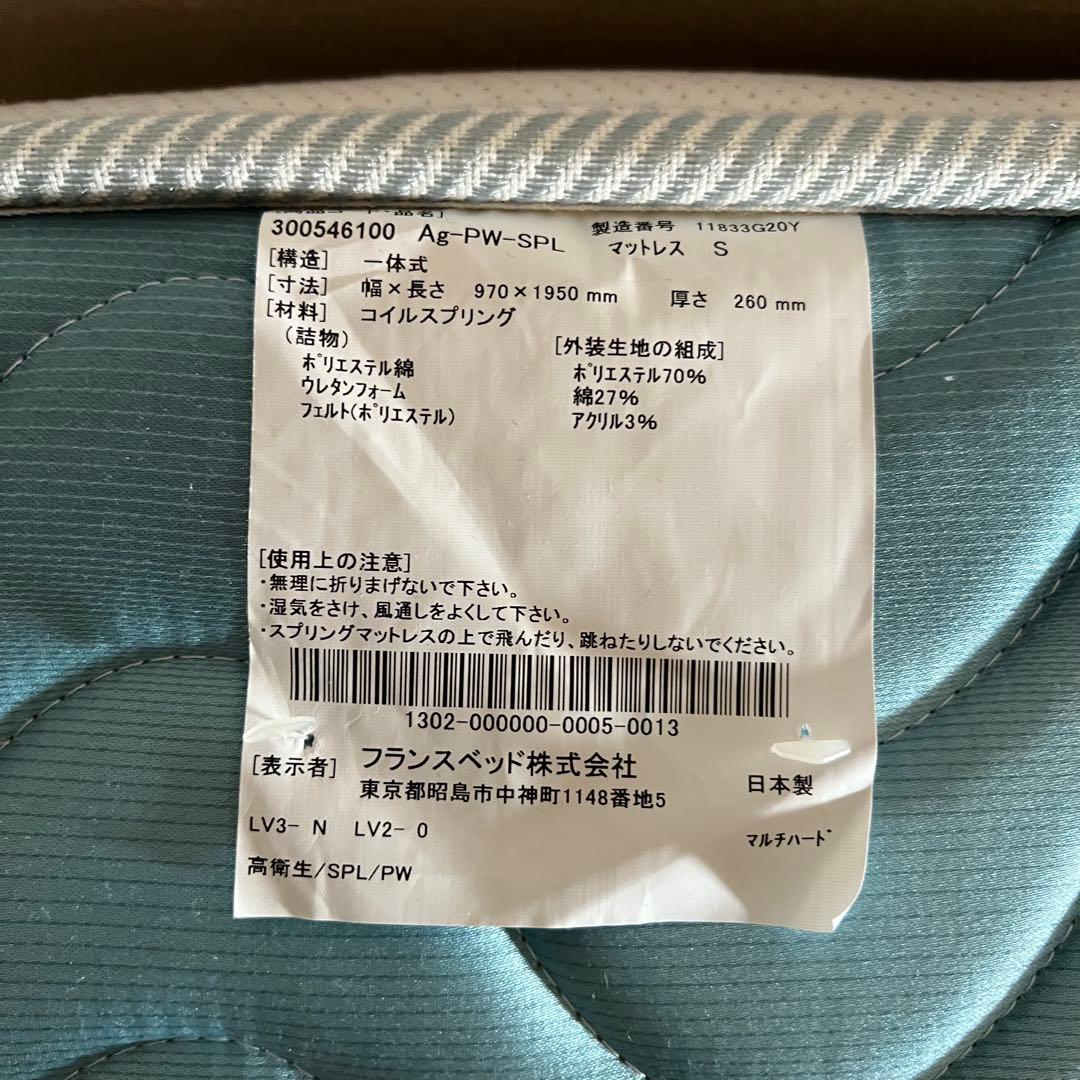 [商品コード・品名]
300546100 Ag-PW-SPL 製造番号 11833G20Y
マットレス S
[構造] 一体式
[寸法] 幅×長さ 970×1950 mm 厚さ 260 mm
[材料] コイルスプリング
(詰物) [外装生地の組成]
ポリエステル綿 ポリエステル70%
ウレタンフォーム 綿27%
フェルト(ポリエステル) アクリル3%
[使用上の注意]
・無理に折りまげないで下さい。
・湿気をさけ、風通しをよくして下さい。
・スプリングマットレスの上で飛んだり、跳ねたりしないでください。
1302-000000-0005-0013
[表示者] フランスベッド株式会社
東京都昭島市中神町1148番地5 日本製
LV3- N LV2- 0 マルチハード
高衛生/SPL/PW